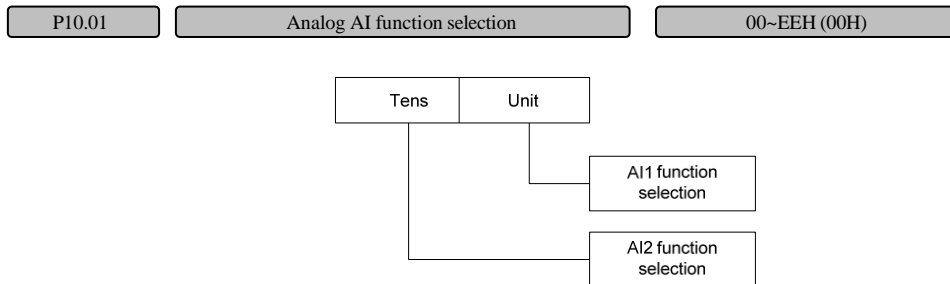 P10.01 Analog AI function selection 00~EEH (00H)
Tens Unit
AI1 function
selection
AI2 function
selection